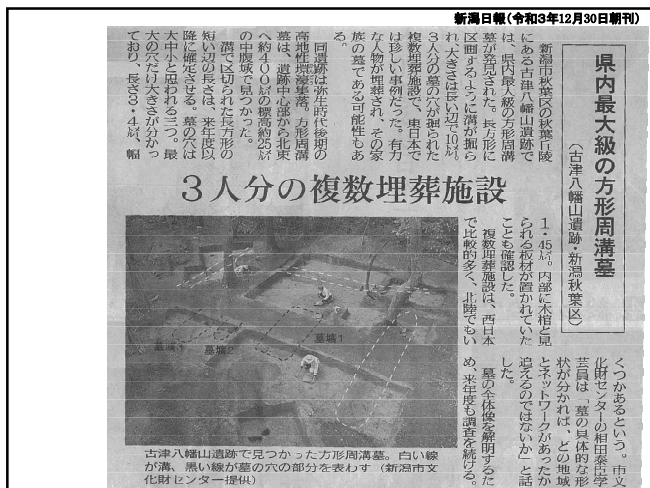 新潟日報(令和3年12月30日朝刊)
県内最大級の方形周溝墓
(古津八幡山遺跡・新潟秋葉区)
3人分の複数埋葬施設
新潟市秋葉区の秋葉丘陵
にある古津八幡山遺跡で
は、県内最大級の方形周溝
墓が発見された。長方形に
区画するように溝が掘ら
れ、大きさは長い辺で10㍍。
3人分の墓の穴が掘られた
複数埋葬施設で、東日本で
は珍しい事例だった。有力
な人物が埋葬され、その家
族の墓である可能性もあ
る。
同遺跡は弥生時代後期の
高地性環濠集落。方形周溝
墓は、遺跡中心部から北東
へ約400㍍の標高約25㍍
の中腹域で見つかった。
溝で区切られた長方形の
短い辺の長さは、来年度以
降に確定させる。墓の穴は
大中小と思われる三つ。最
大の穴だけ大きさが分かっ
ており、長さ3・4㍍、幅
1・45㍍。内部に木棺と見
られる板材が置かれていた
ことも確認した。
複数埋葬施設は、西日本
で比較的多く、北陸でもい
くつかあるという。市文
化財センターの相田泰臣学
芸員は「墓の具体的な形
状が分かれば、どの地域
とネットワークがあったか
追えるのではないか」と話
した。
墓の全体像を解明するた
め、来年度も調査を続ける。
墓壙1
墓壙2
古津八幡山遺跡で見つかった方形周溝墓。白い線
が溝、黒い線が墓の穴の部分を表わす(新潟市文
化財センター提供)